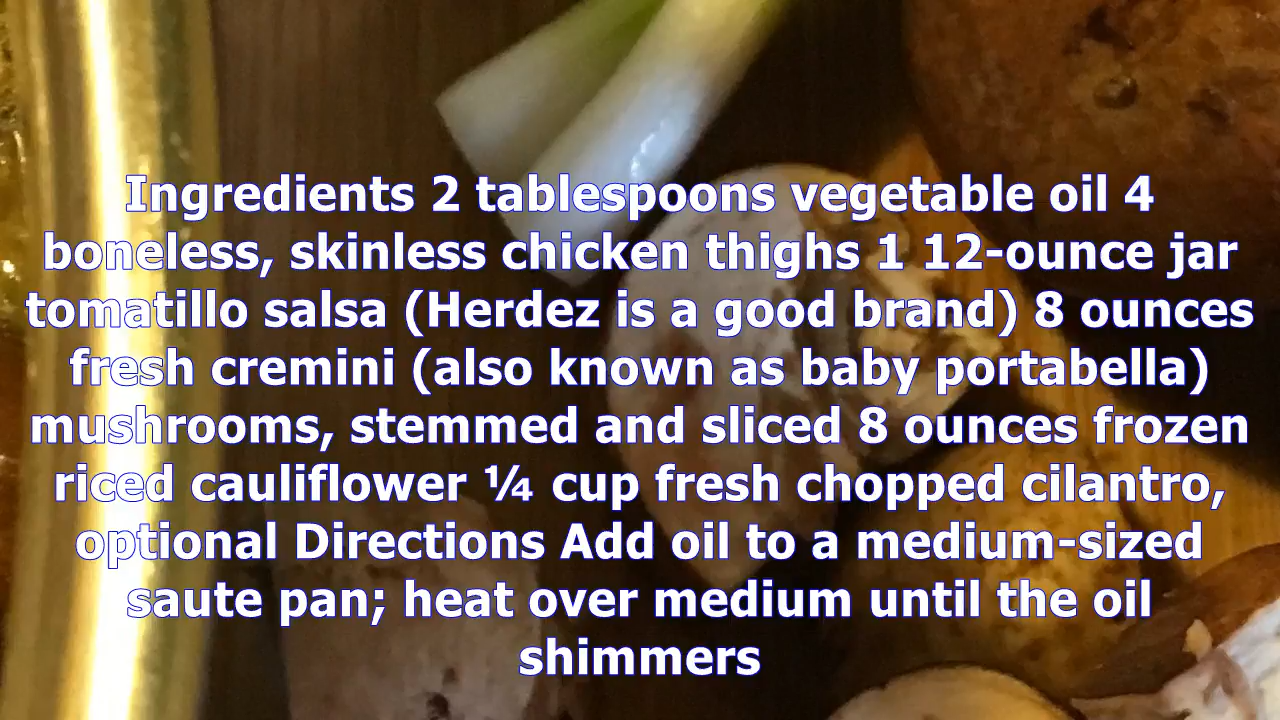 Ingredients 2 tablespoons vegetable oil 4
boneless, skinless chicken thighs 1 12-ounce jar
tomatillo salsa (Herdez is a good brand) 8 ounces
fresh cremini (also known as baby portabella)
mushrooms, stemmed and sliced 8 ounces frozen
riced cauliflower ¼ cup fresh chopped cilantro,
optional Directions Add oil to a medium-sized
saute pan; heat over medium until the oil
shimmers